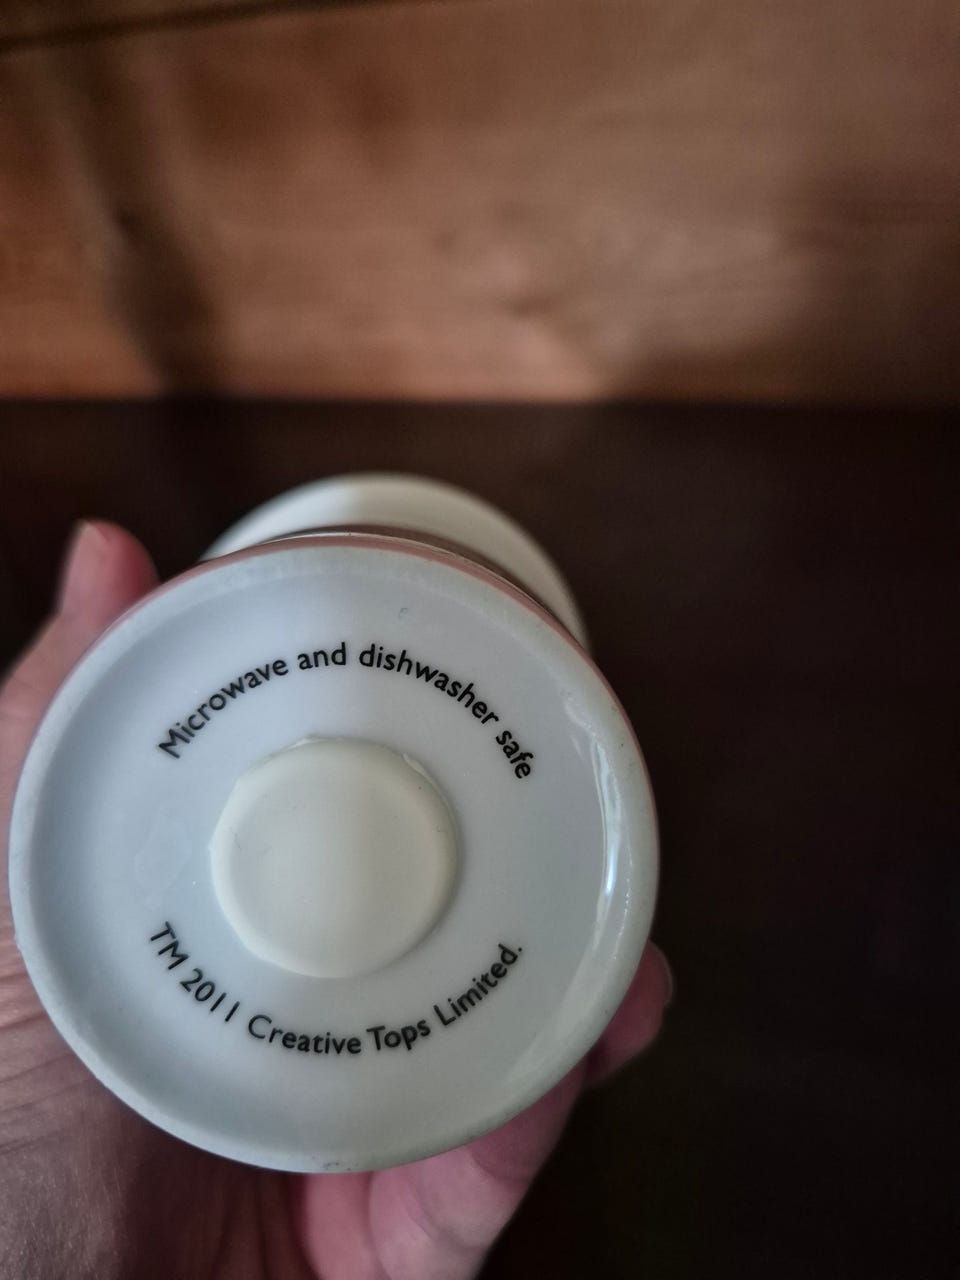 Microwave and dishwasher safe
TM 2011 Creative Tops Limited.